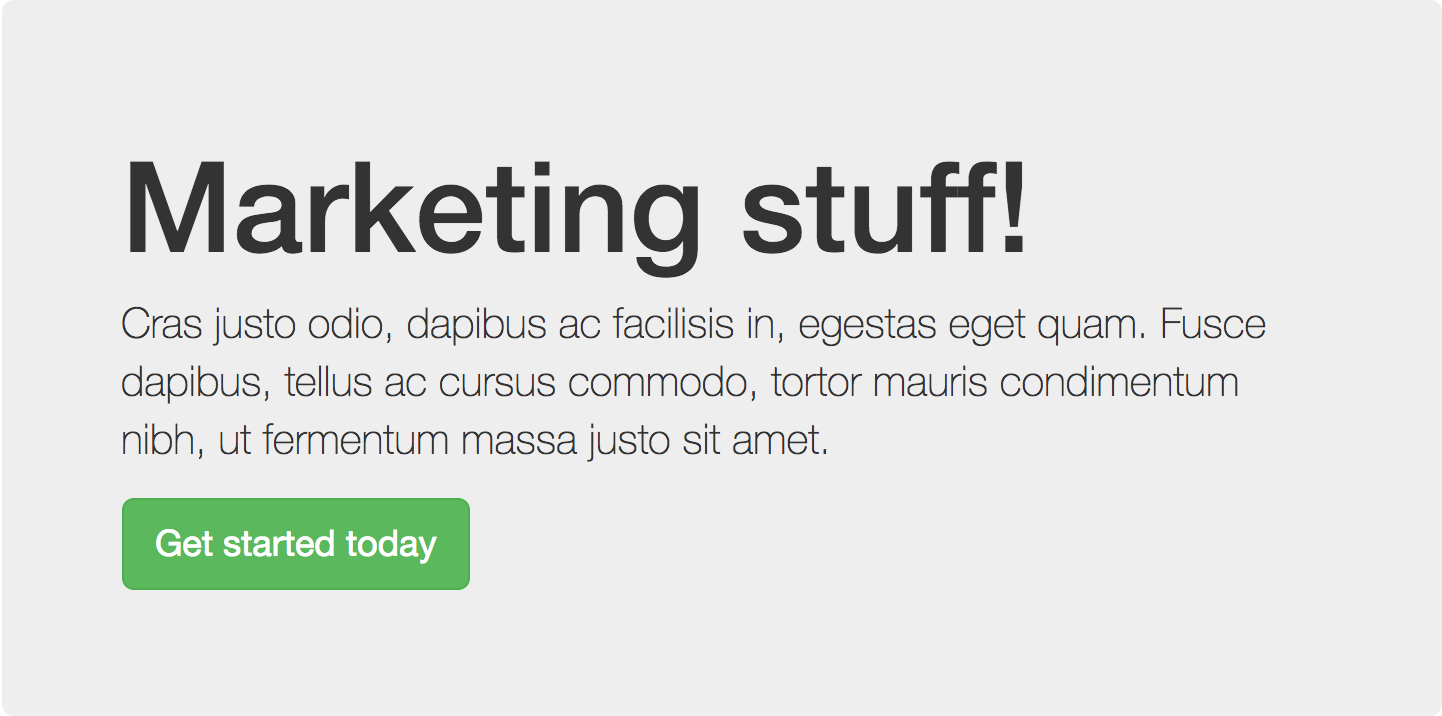 Marketing stuff!
Cras justo odio, dapibus ac facilisis in, egestas eget quam. Fusce
dapibus, tellus ac cursus commodo, tortor mauris condimentum
nibh, ut fermentum massa justo sit amet.
Get started today